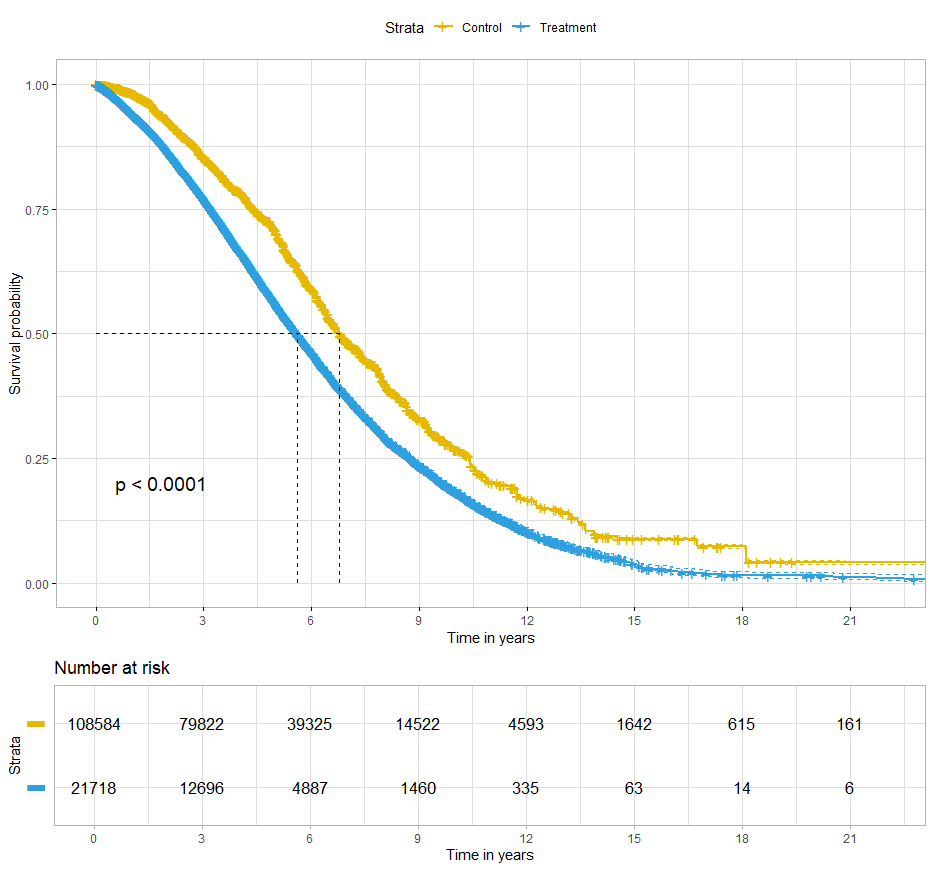 Strata Control Treatment
1.00
0.75
0.50
0.25
0.00
Survival probability
p < 0.0001
0 3 6 9 12 15 18 21
Time in years
Number at risk
Strata
108584 79822 39325 14522 4593 1642 615 161
21718 12696 4887 1460 335 63 14 6
0 3 6 9 12 15 18 21
Time in years